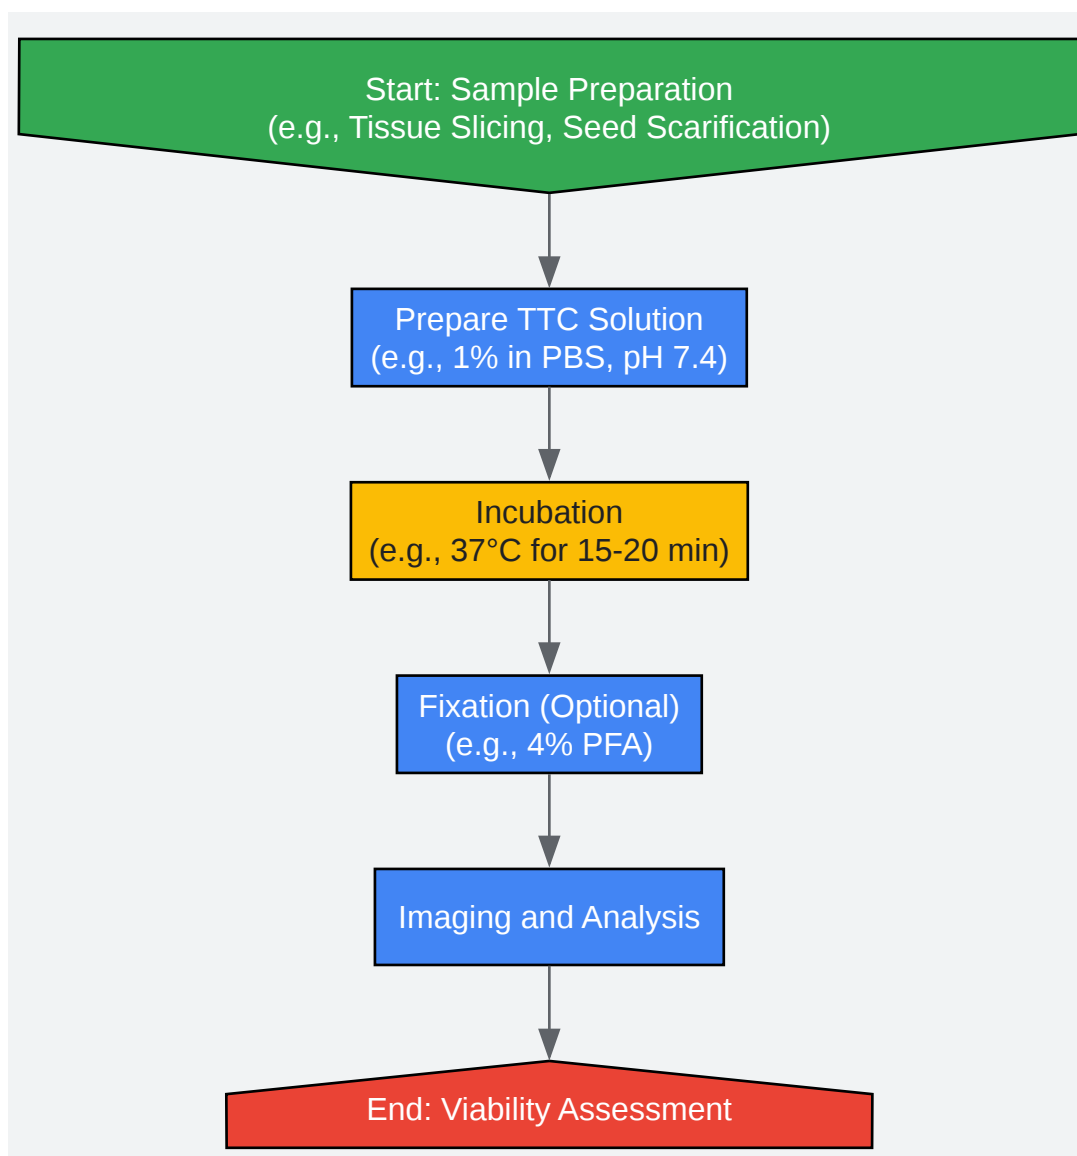 Start: Sample Preparation
(e.g., Tissue Slicing, Seed Scarification)
Prepare TTC Solution
(e.g., 1% in PBS, pH 7.4)
Incubation
(e.g., 37°C for 15-20 min)
Fixation (Optional)
(e.g., 4% PFA)
Imaging and Analysis
End: Viability Assessment